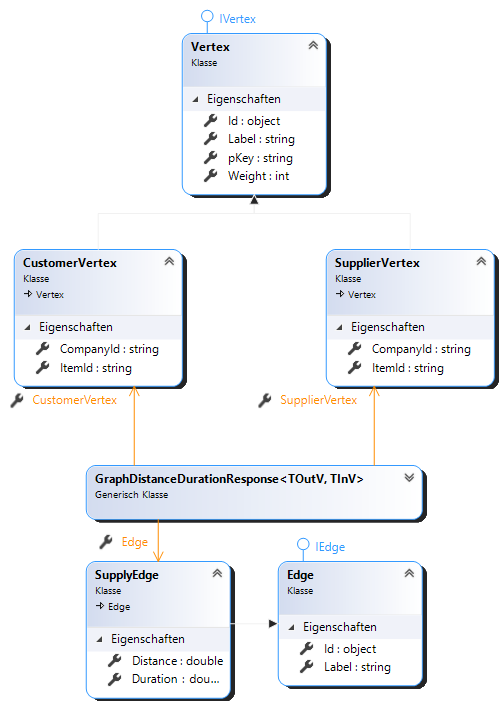 IVertex
Vertex
Klasse
Eigenschaften
Id : object
Label : string
pKey : string
Weight : int
CustomerVertex
Klasse
Vertex
Eigenschaften
CompanyId : string
ItemId : string
SupplierVertex
Klasse
Vertex
Eigenschaften
CompanyId : string
ItemId : string
CustomerVertex
SupplierVertex
GraphDistanceDurationResponse<TOutV, TInV>
Generisch Klasse
Edge
IEdge
SupplyEdge
Klasse
Edge
Eigenschaften
Distance : double
Duration : dou...
Edge
Klasse
Eigenschaften
Id : object
Label : string